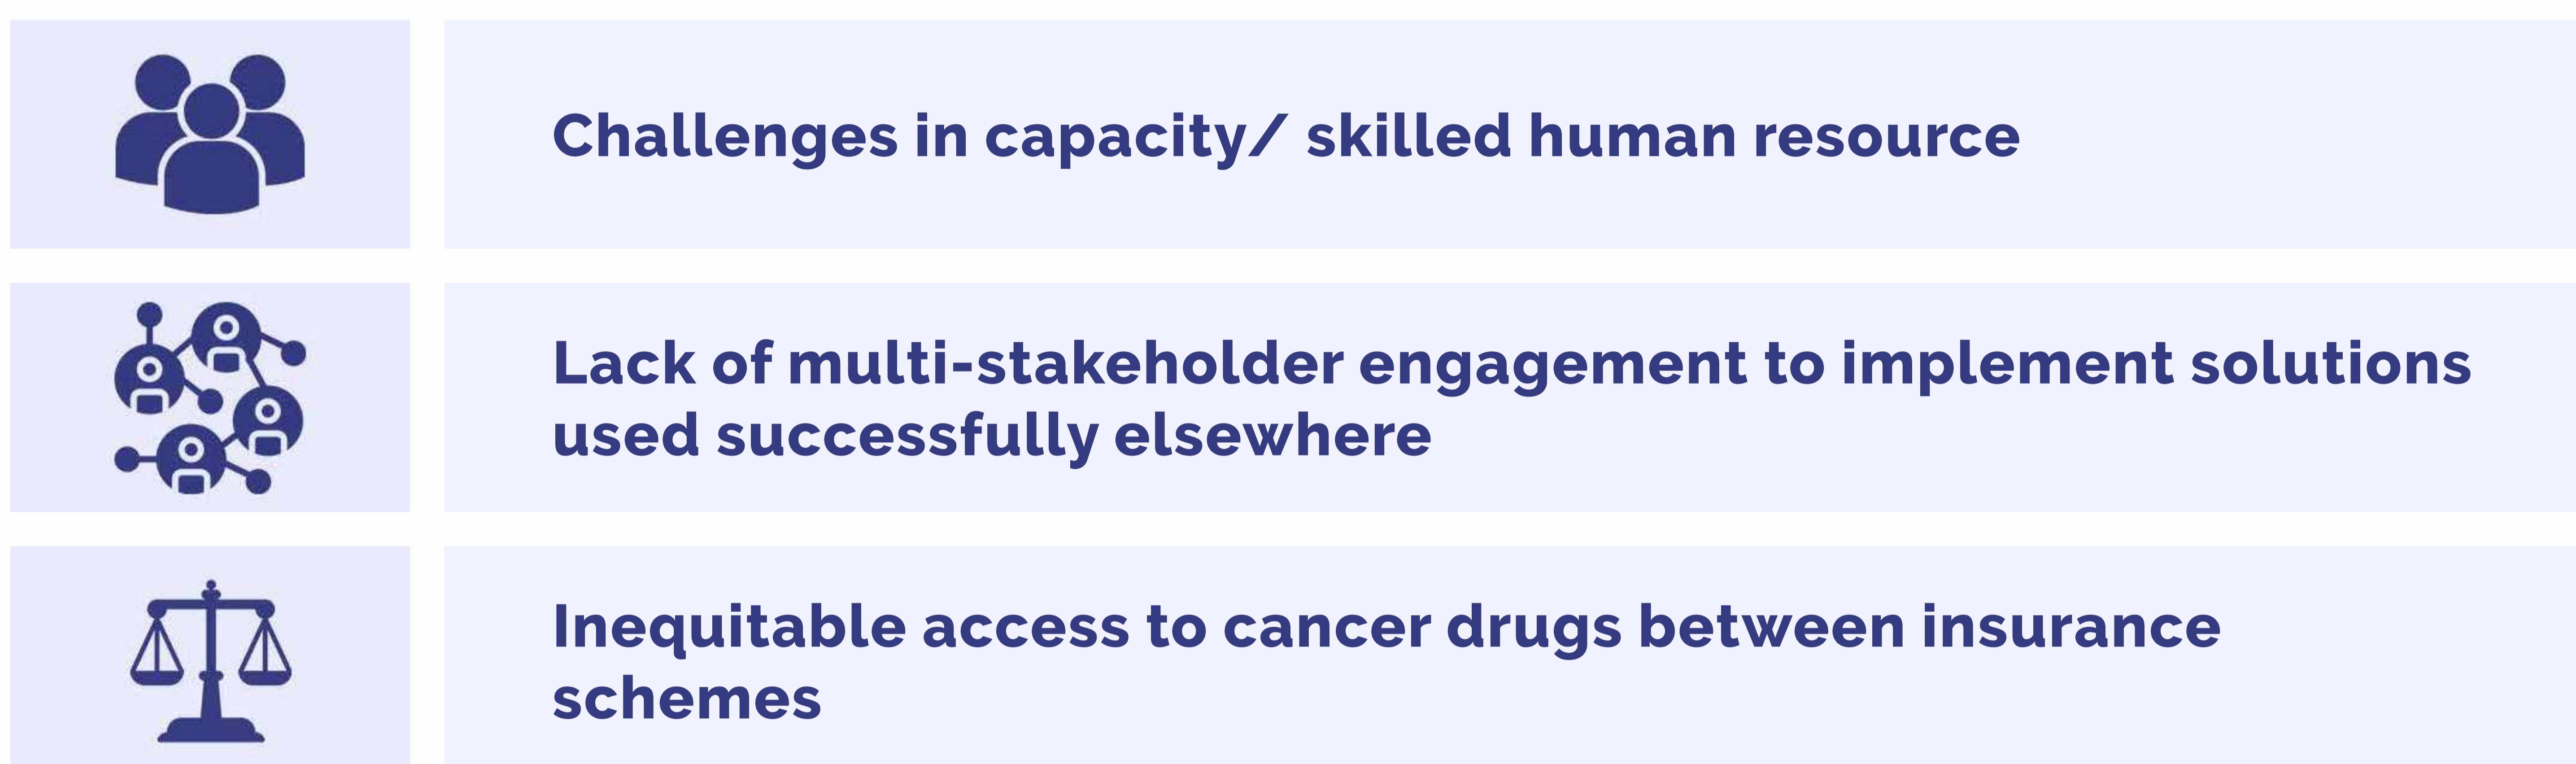 Challenges in capacity/ skilled human resource
Lack of multi-stakeholder engagement to implement solutions
used successfully elsewhere
Inequitable access to cancer drugs between insurance
schemes